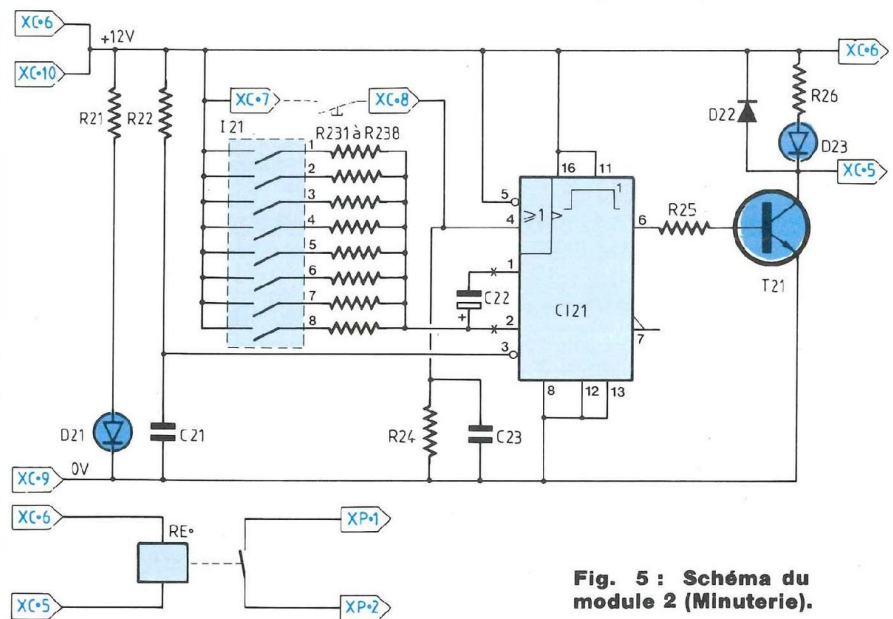 XC•6
+12V
XC•6
XC•10
R21
R22
XC•7
XC•8
D22
R26
I21
R231 à R238
D23
1
2
3
4
5
6
7
8
16
11
XC•5
5
4
≥1
1
6
R25
T21
1
C22
+
2
CI21
7
3
8
12
13
D21
C21
R24
C23
XC•9
0V
XC•6
RE•
XP•1
XC•5
XP•2
Fig. 5 : Schéma du
module 2 (Minuterie).